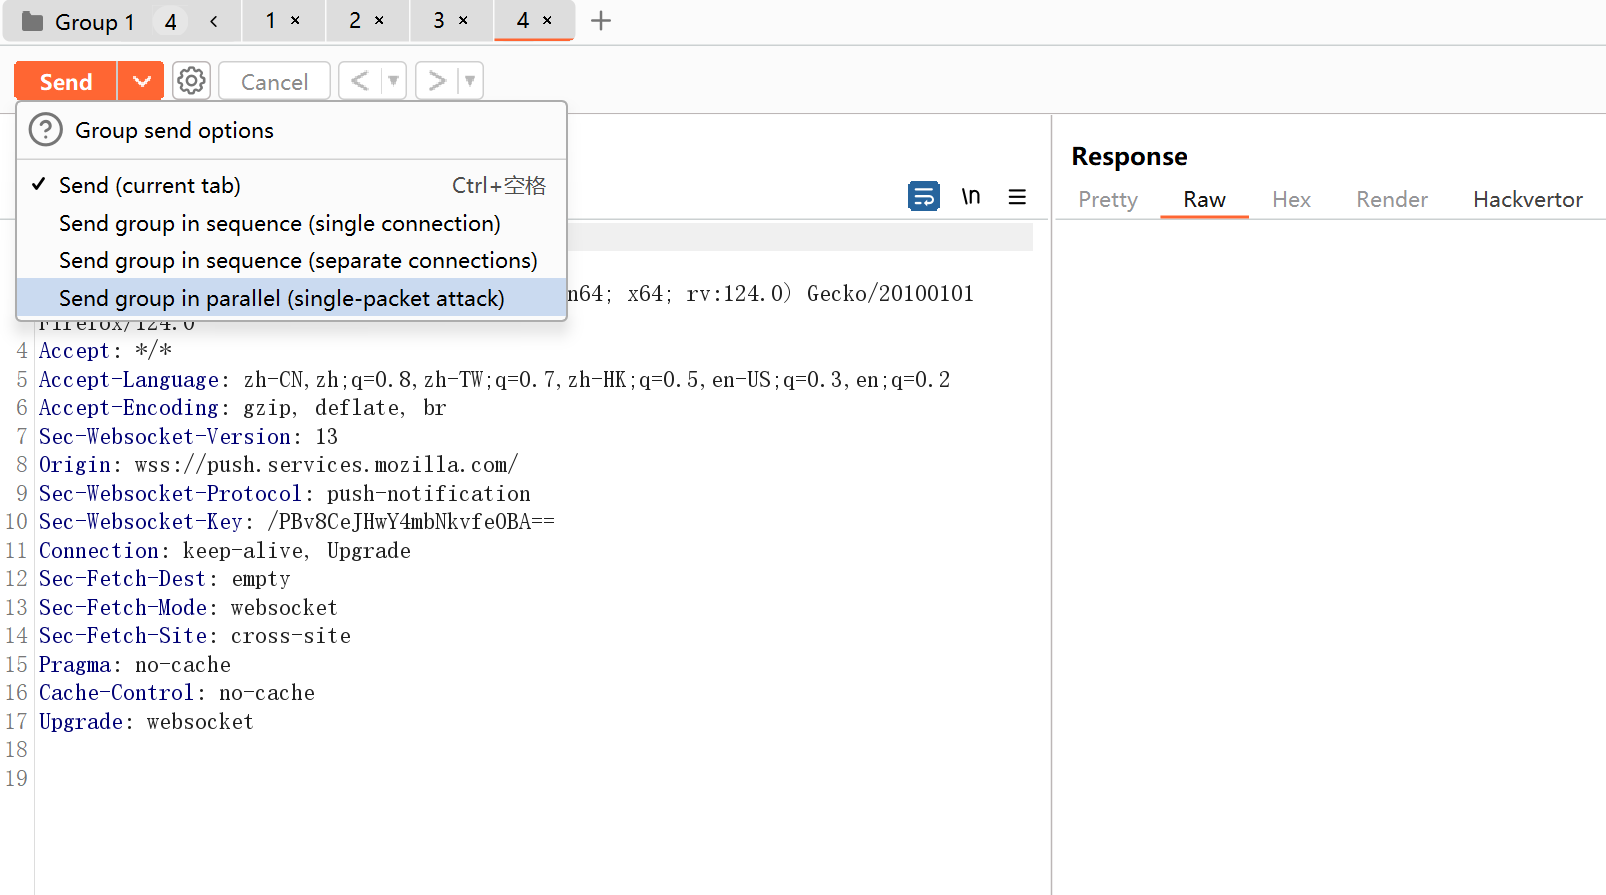 Group 1 4 1 × 2 × 3 × 4 × +
Send Cancel < >
? Group send options
✓ Send (current tab) Ctrl+空格
Send group in sequence (single connection)
Send group in sequence (separate connections)
Send group in parallel (single-packet attack)
\n
n64; x64; rv:124.0) Gecko/20100101
Firefox/124.0
4 Accept: */*
5 Accept-Language: zh-CN,zh;q=0.8,zh-TW;q=0.7,zh-HK;q=0.5,en-US;q=0.3,en;q=0.2
6 Accept-Encoding: gzip, deflate, br
7 Sec-Websocket-Version: 13
8 Origin: wss://push.services.mozilla.com/
9 Sec-Websocket-Protocol: push-notification
10 Sec-Websocket-Key: /PBv8CeJHwY4mbNkvfeOBA==
11 Connection: keep-alive, Upgrade
12 Sec-Fetch-Dest: empty
13 Sec-Fetch-Mode: websocket
14 Sec-Fetch-Site: cross-site
15 Pragma: no-cache
16 Cache-Control: no-cache
17 Upgrade: websocket
18
19
Response
Pretty Raw Hex Render Hackvertor